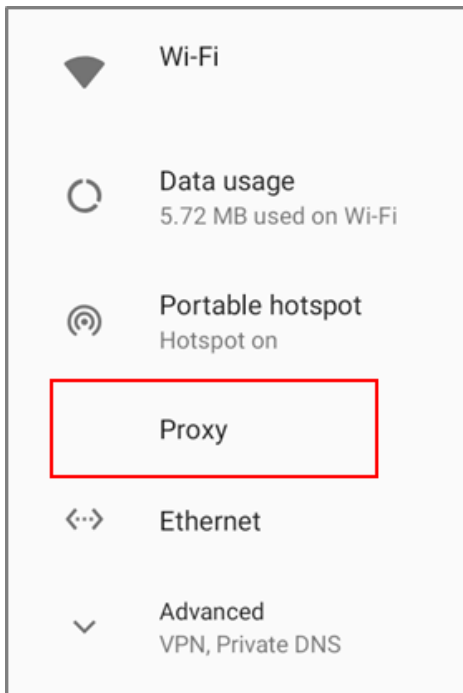 Wi-Fi
Data usage
5.72 MB used on Wi-Fi
Portable hotspot
Hotspot on
Proxy
Ethernet
Advanced
VPN, Private DNS